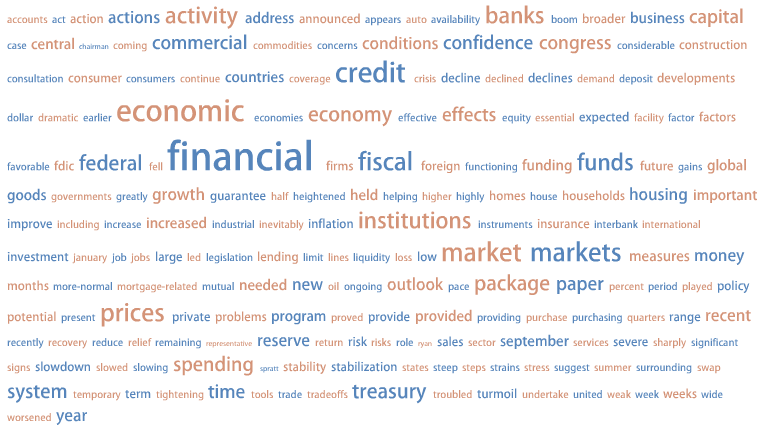 accounts act action actions activity address announced appears auto availability banks boom broader business capital
case central chairman coming commercial commodities concerns conditions confidence congress considerable construction
consultation consumer consumers continue countries coverage credit crisis decline declined declines demand deposit developments
dollar dramatic earlier economic economies economy effective effects equity essential expected facility factor factors
favorable fdic federal fell financial firms fiscal foreign functioning funding funds future gains global
goods governments greatly growth guarantee half heightened held helping higher highly homes house households housing important
improve including increase increased industrial inevitably inflation institutions instruments insurance interbank international
investment january job jobs large led legislation lending limit lines liquidity loss low market markets measures money
months more-normal mortgage-related mutual needed new oil ongoing outlook pace package paper percent period played policy
potential present prices private problems program proved provide provided providing purchase purchasing quarters range recent
recently recovery reduce relief remaining representative reserve return risk risks role ryan sales sector september services severe sharply significant
signs slowdown slowed slowing spending spratt stability stabilization states steep steps strains stress suggest summer surrounding swap
system temporary term tightening time tools trade tradeoffs treasury troubled turmoil undertake united weak week weeks wide
worsened year